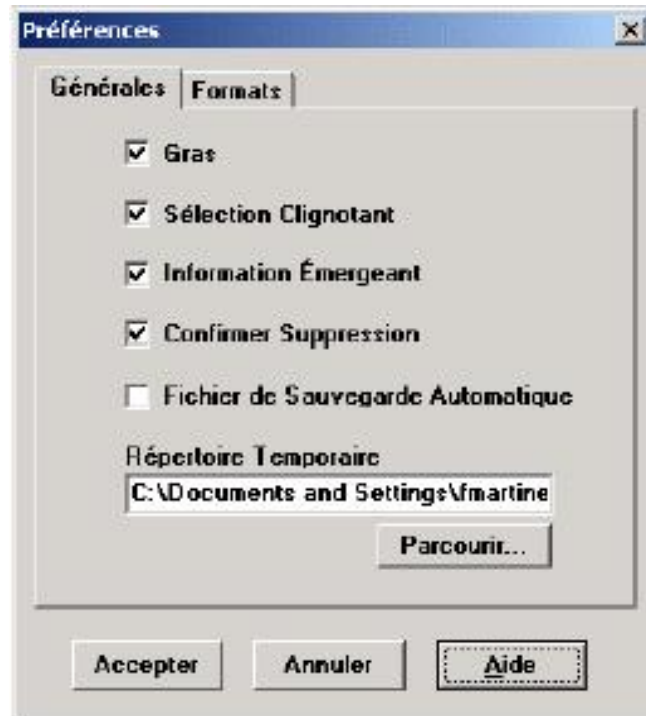 Préférences
Générales Formats
Gras
Sélection Clignotant
Information Émergeant
Confirmer Suppression
Fichier de Sauvegarde Automatique
Répertoire Temporaire
C:\Documents and Settings\fmartine
Parcourir...
Accepter Annuler Aide